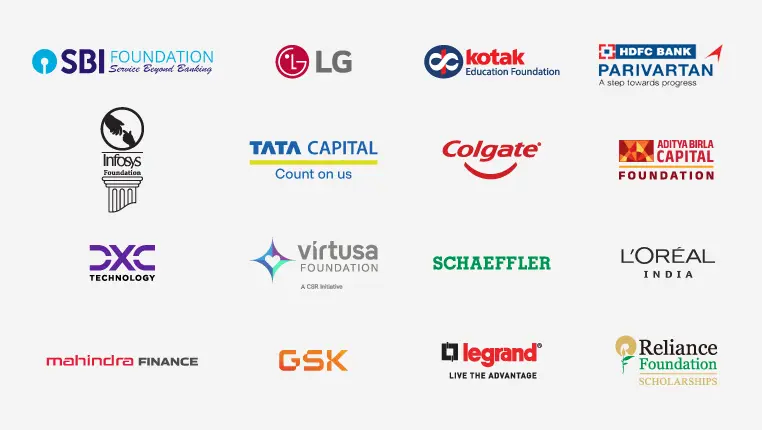 SBI FOUNDATION
Service Beyond Banking
LG LG
kotak
Education Foundation
HDFC BANK
PARIVARTAN
A step towards progress
Infosys
Foundation
TATA CAPITAL
Count on us
Colgate®
ADITYA BIRLA
CAPITAL
FOUNDATION
DXC
TECHNOLOGY
virtusa
FOUNDATION
A CSR Initiative
SCHAEFFLER
L'ORÉAL
INDIA
mahindra FINANCE
GSK
legrand®
LIVE THE ADVANTAGE
Reliance
Foundation
SCHOLARSHIPS